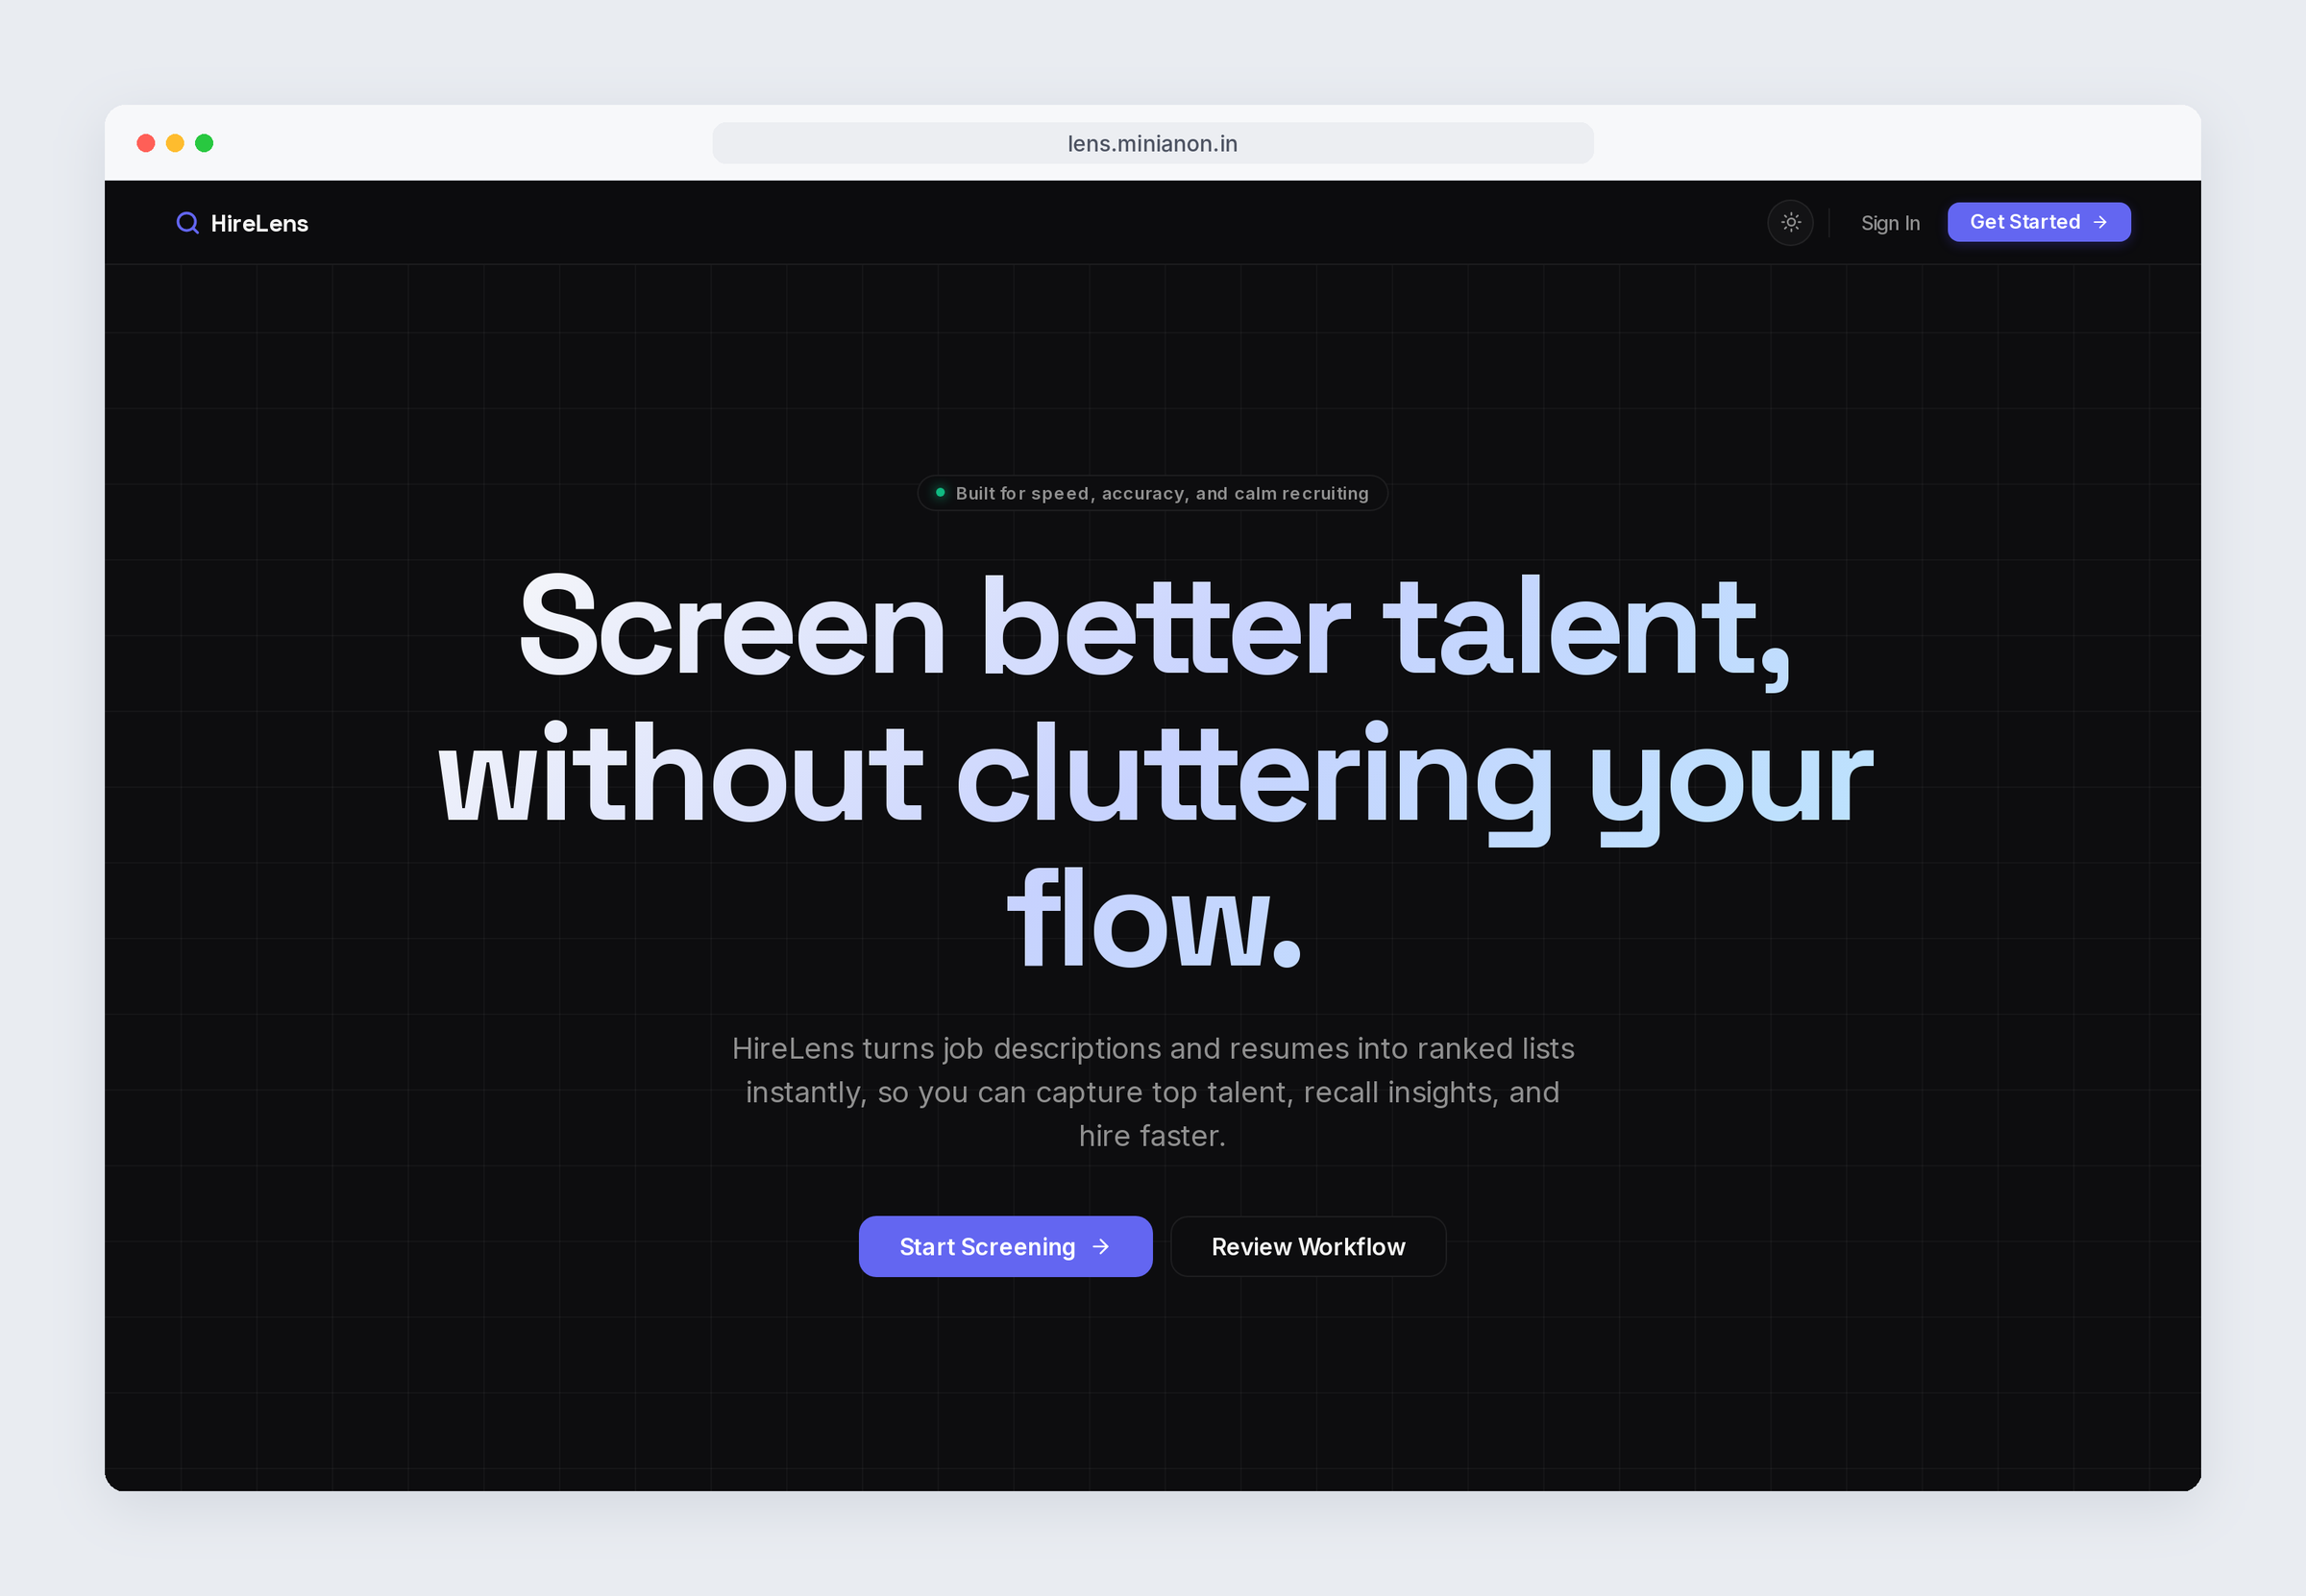 lens.minianon.in
HireLens
Sign In
Get Started
Built for speed, accuracy, and calm recruiting
Screen better talent,
without cluttering your
flow.
HireLens turns job descriptions and resumes into ranked lists
instantly, so you can capture top talent, recall insights, and
hire faster.
Start Screening
Review Workflow